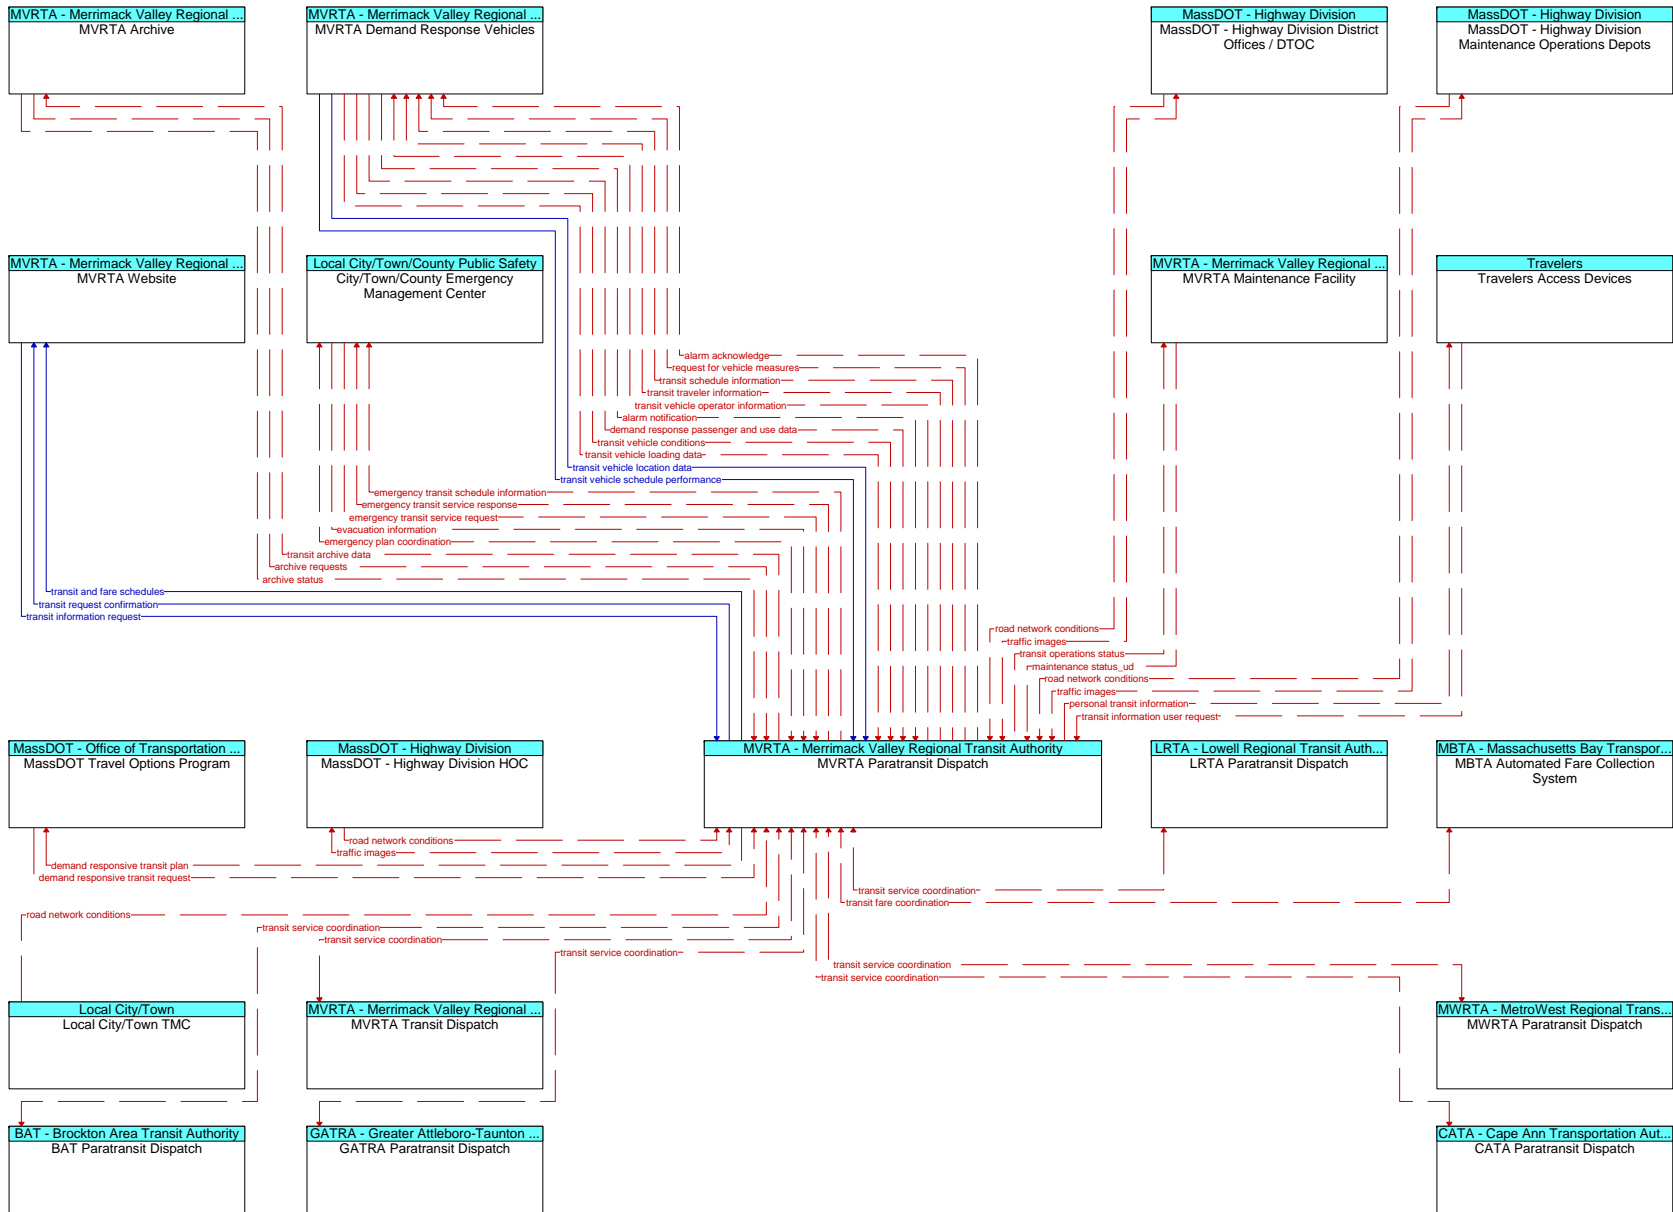 MVRTA - Merrimack Valley Regional ...
MVRTA Archive
MVRTA - Merrimack Valley Regional ...
MVRTA Demand Response Vehicles
MassDOT - Highway Division
MassDOT - Highway Division District
Offices / DTOC
MassDOT - Highway Division
MassDOT - Highway Division
Maintenance Operations Depots
MVRTA - Merrimack Valley Regional ...
MVRTA Website
Local City/Town/County Public Safety
City/Town/County Emergency
Management Center
MVRTA - Merrimack Valley Regional ...
MVRTA Maintenance Facility
Travelers
Travelers Access Devices
alarm acknowledge
request for vehicle measures
transit schedule information
transit traveler information
transit vehicle operator information
alarm notification
demand response passenger and use data
transit vehicle conditions
transit vehicle loading data
transit vehicle location data
transit vehicle schedule performance
emergency transit schedule information
emergency transit service response
emergency transit service request
evacuation information
emergency plan coordination
transit archive data
archive requests
archive status
transit and fare schedules
transit request confirmation
transit information request
road network conditions
traffic images
transit operations status
maintenance status_ud
road network conditions
traffic images
personal transit information
transit information user request
MassDOT - Office of Transportation ...
MassDOT Travel Options Program
MassDOT - Highway Division
MassDOT - Highway Division HOC
MVRTA - Merrimack Valley Regional Transit Authority
MVRTA Paratransit Dispatch
LRTA - Lowell Regional Transit Auth...
LRTA Paratransit Dispatch
MBTA - Massachusetts Bay Transpor...
MBTA Automated Fare Collection
System
road network conditions
traffic images
demand responsive transit plan
demand responsive transit request
transit service coordination
transit fare coordination
road network conditions
transit service coordination
transit service coordination
transit service coordination
transit service coordination
transit service coordination
Local City/Town
Local City/Town TMC
MVRTA - Merrimack Valley Regional ...
MVRTA Transit Dispatch
MWRTA - MetroWest Regional Trans...
MWRTA Paratransit Dispatch
BAT - Brockton Area Transit Authority
BAT Paratransit Dispatch
GATRA - Greater Attleboro-Taunton ...
GATRA Paratransit Dispatch
CATA - Cape Ann Transportation Aut...
CATA Paratransit Dispatch